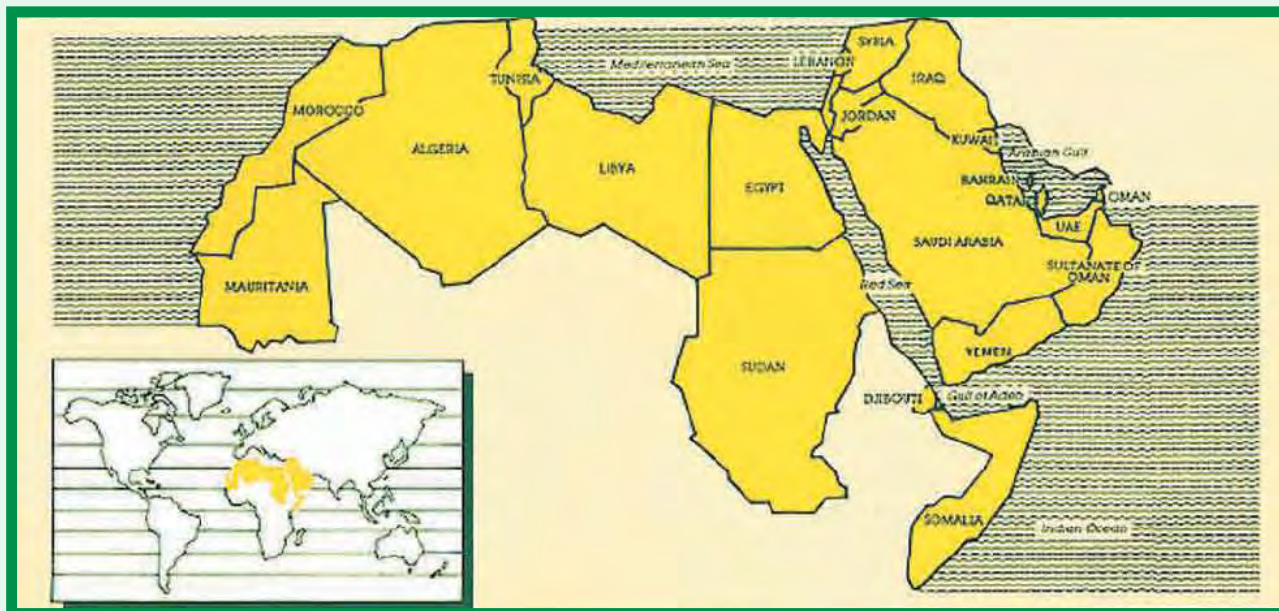 SYRIA
LEBANON
Mediterranean Sea
TUNISIA
IRAQ
MOROCCO
JORDAN
ALGERIA
KUWAIT
Arabian Gulf
LIBYA
BAHRAIN
EGYPT
QATAR
OMAN
UAE
SAUDI ARABIA
SULTANATE OF
OMAN
MAURITANIA
Red Sea
YEMEN
SUDAN
DJIBOUTI
Gulf of Aden
SOMALIA
Indian Ocean